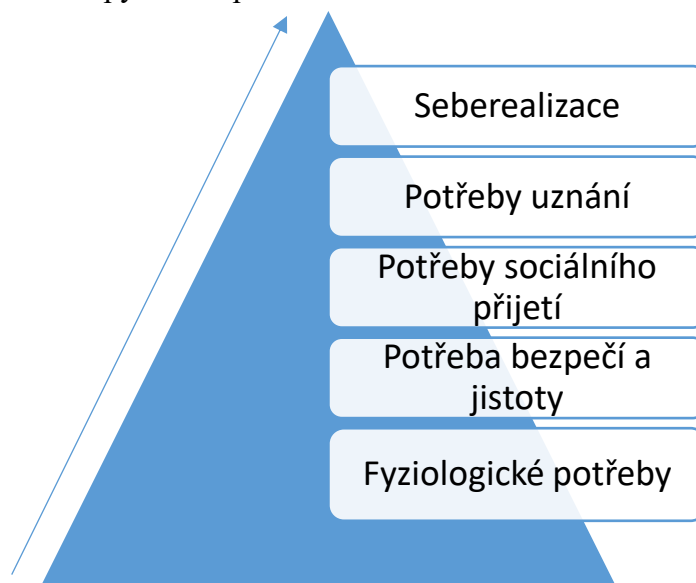 Seberealizace
Potřeby uznání
Potřeby sociálního
přijetí
Potřeba bezpečí a
jistoty
Fyziologické potřeby